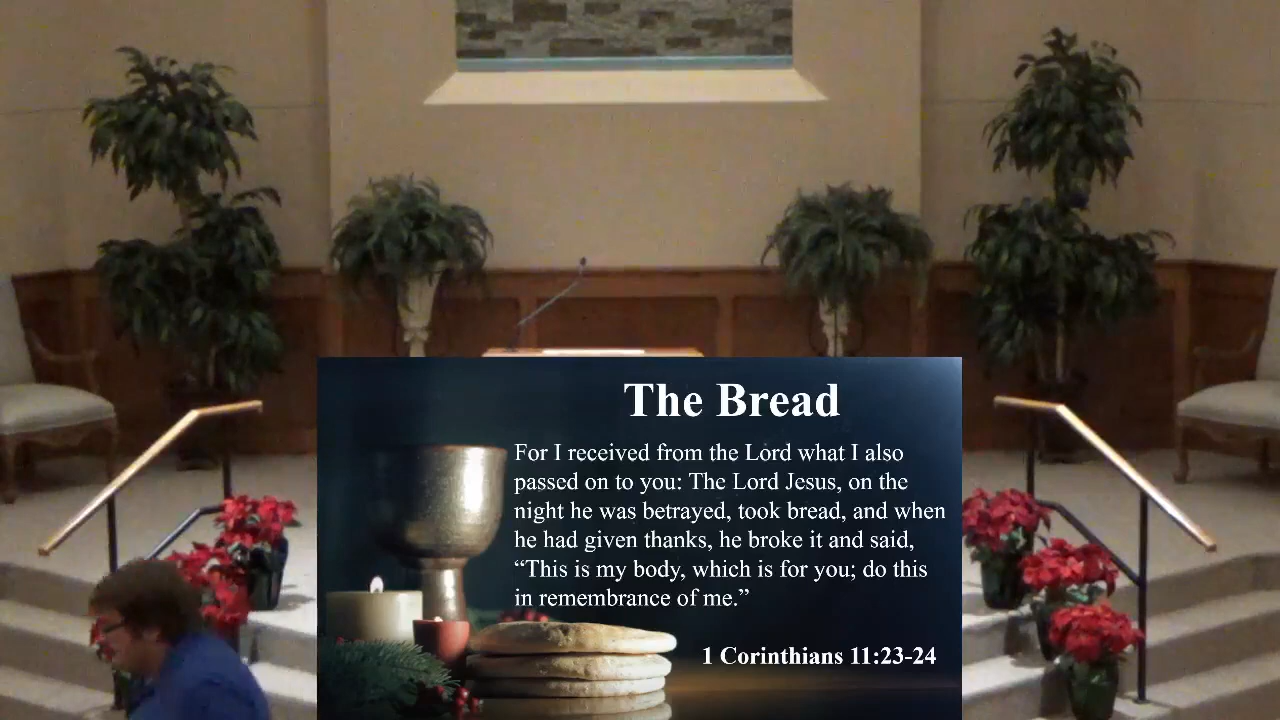 The Bread
For I received from the Lord what I also
passed on to you: The Lord Jesus, on the
night he was betrayed, took bread, and when
he had given thanks, he broke it and said,
“This is my body, which is for you; do this
in remembrance of me.”
1 Corinthians 11:23-24